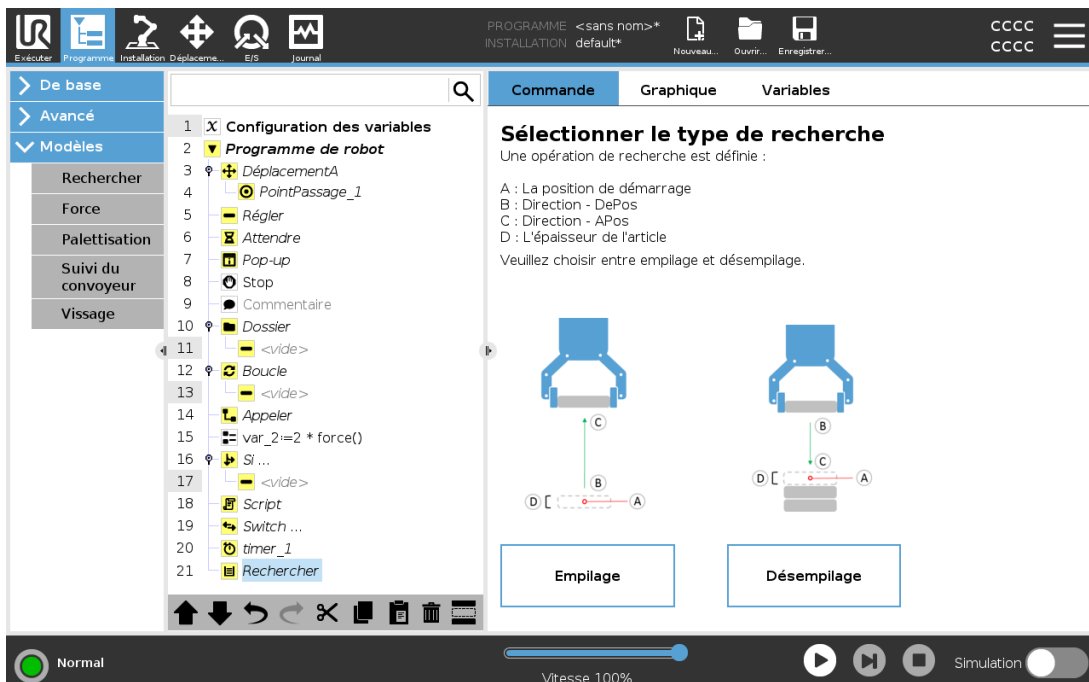 PROGRAMME <sans nom>*
INSTALLATION default*
Exécuter
Programme
Installation
Déplaceme...
E/S
Journal
Nouveau...
Ouvrir...
Enregistrer...
CCCC
CCCC
De base
Avancé
Modèles
Rechercher
Force
Palettisation
Suivi du
convoyeur
Vissage
1 Configuration des variables
2 Programme de robot
3 DéplacementA
4 PointPassage_1
5 Régler
6 Attendre
7 Pop-up
8 Stop
9 Commentaire
10 Dossier
11 <vide>
12 Boucle
13 <vide>
14 Appeler
15 var_2≔2 * force()
16 Si ...
17 <vide>
18 Script
19 Switch ...
20 timer_1
21 Rechercher
Commande
Graphique
Variables
Sélectionner le type de recherche
Une opération de recherche est définie :
A : La position de démarrage
B : Direction - DePos
C : Direction - APos
D : L'épaisseur de l'article
Veuillez choisir entre empilage et désempilage.
C
B
D
A
B
C
D
A
Empilage
Désempilage
Normal
Vitesse 100%
Simulation